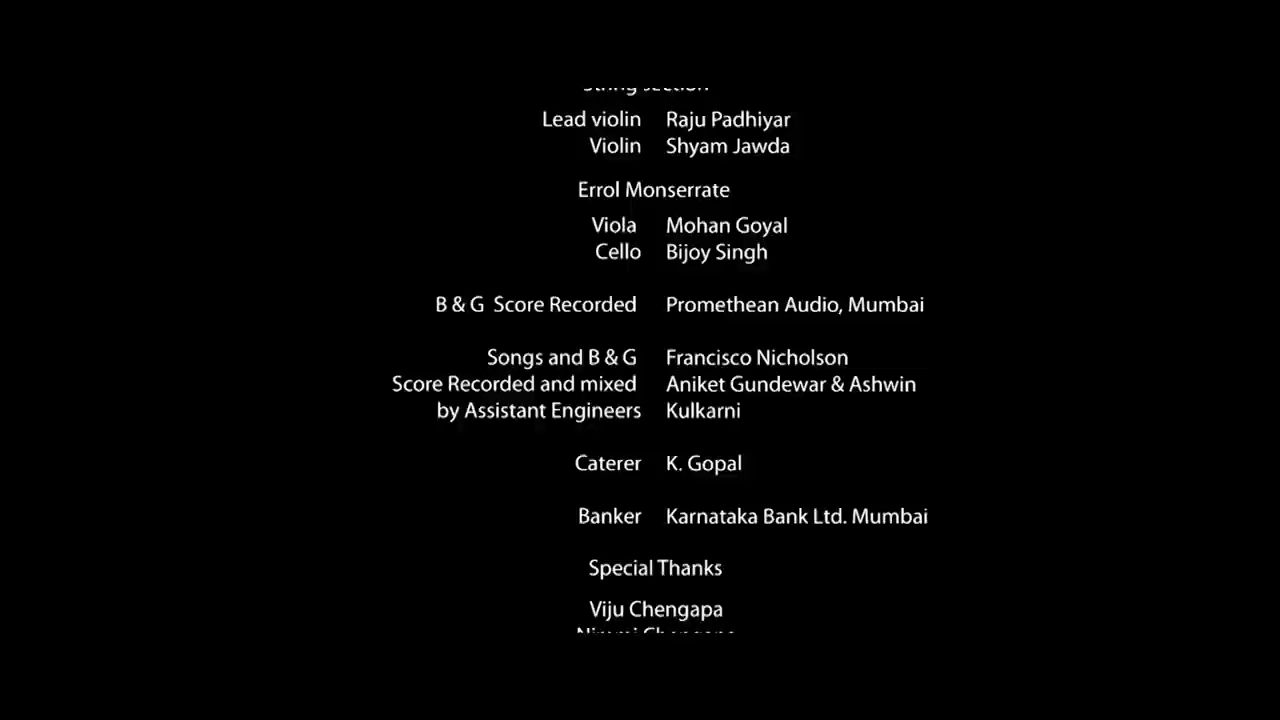 String section
Lead violin Raju Padhiyar
Violin Shyam Jawda
Errol Monserrate
Viola Mohan Goyal
Cello Bijoy Singh
B & G Score Recorded Promethean Audio, Mumbai
Songs and B & G Francisco Nicholson
Score Recorded and mixed Aniket Gundewar & Ashwin
by Assistant Engineers Kulkarni
Caterer K. Gopal
Banker Karnataka Bank Ltd. Mumbai
Special Thanks
Viju Chengapa